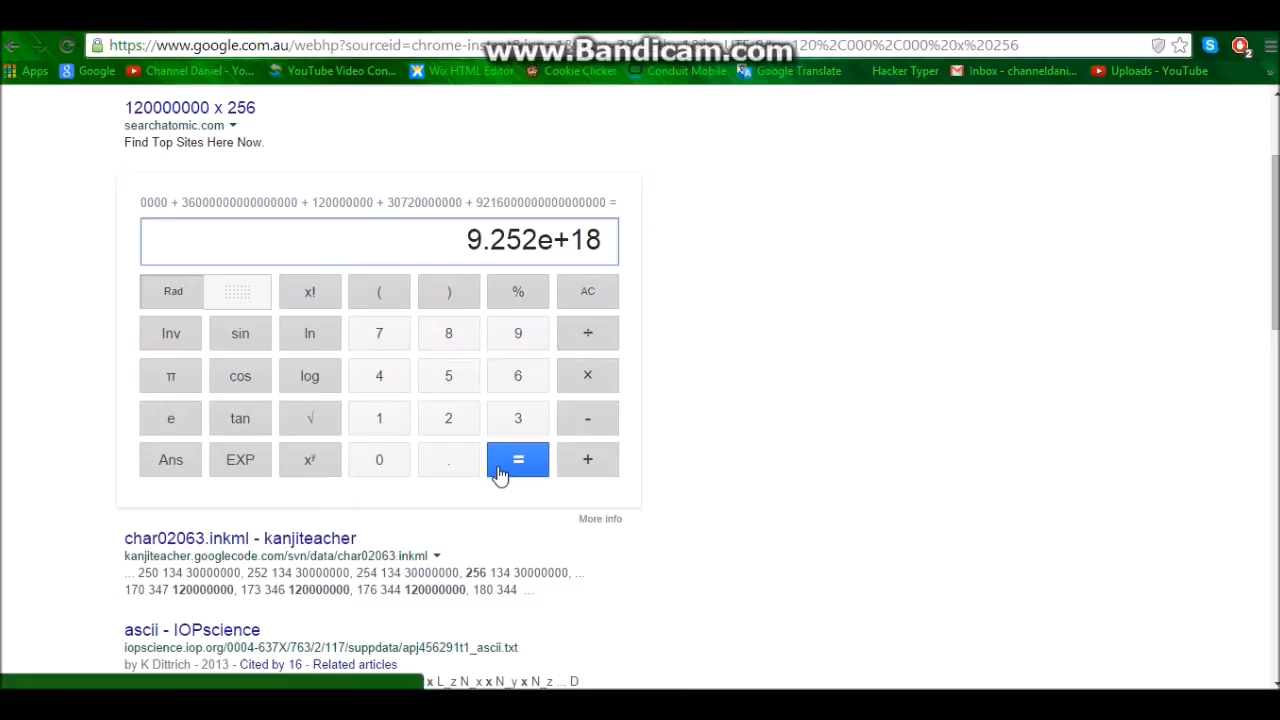 www.Bandicam.com
https://www.google.com.au/webhp?sourceid=chrome-inst 120%2C000%2C000%20x%20256
Apps Google Channel Daniel - Yo... YouTube Video Con... Wix HTML Editor Cookie Clicker Conduit Mobile Google Translate Hacker Typer Inbox - channeldani... Uploads - YouTube »
2
120000000 x 256
searchatomic.com
Find Top Sites Here Now.
9.252e+18
Rad x! ( ) % AC
Inv sin ln 7 8 9 ÷
π cos log 4 5 6 ×
e tan √ 1 2 3 -
Ans EXP xʸ 0 . = +
More info
char02063.inkml - kanjiteacher
kanjiteacher.googlecode.com/svn/data/char02063.inkml
... 250 134 30000000, 252 134 30000000, 254 134 30000000, 256 134 30000000, ...
170 347 120000000, 173 346 120000000, 176 344 120000000, 180 344 ...
ascii - IOPscience
iopscience.iop.org/0004-637X/763/2/117/suppdata/apj456291t1_ascii.txt
by K Dittrich - 2013 - Cited by 16 - Related articles
x L_z N_x x N_y x N_z ... D